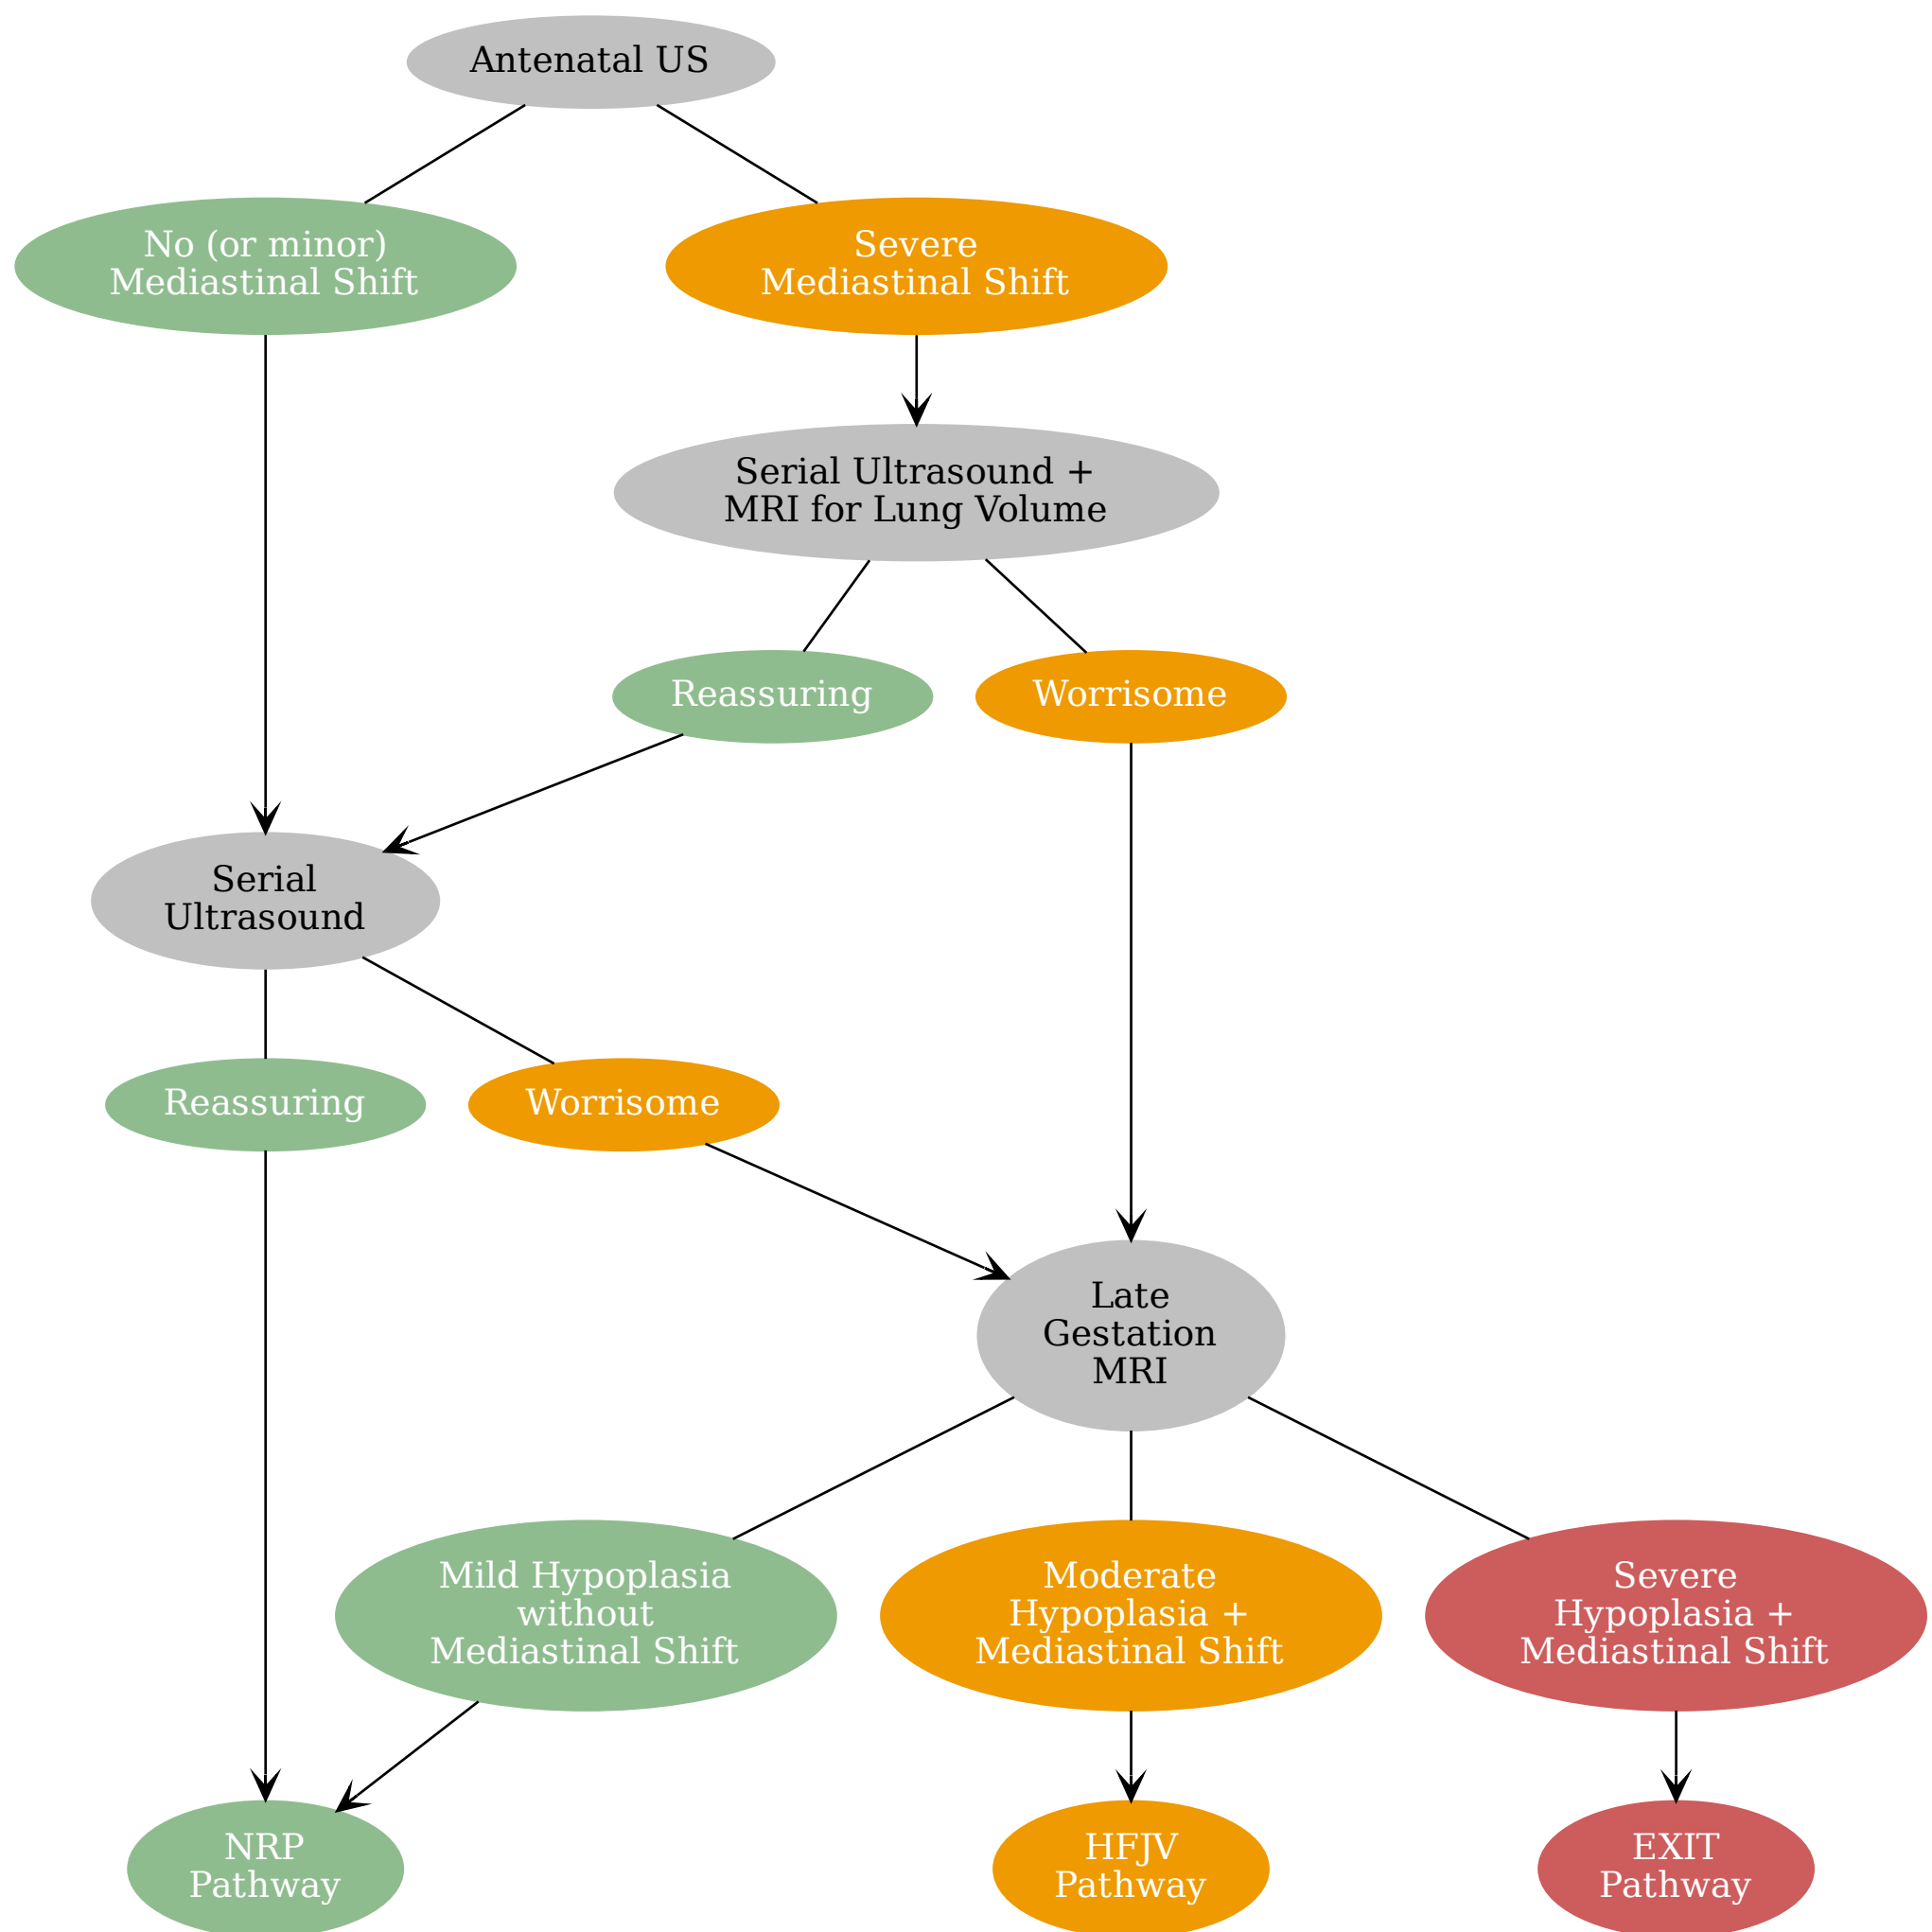 Antenatal US
No (or minor)
Mediastinal Shift
Severe
Mediastinal Shift
Serial Ultrasound +
MRI for Lung Volume
Reassuring
Worrisome
Serial
Ultrasound
Reassuring
Worrisome
Late
Gestation
MRI
Mild Hypoplasia
without
Mediastinal Shift
Moderate
Hypoplasia +
Mediastinal Shift
Severe
Hypoplasia +
Mediastinal Shift
NRP
Pathway
HFJV
Pathway
EXIT
Pathway